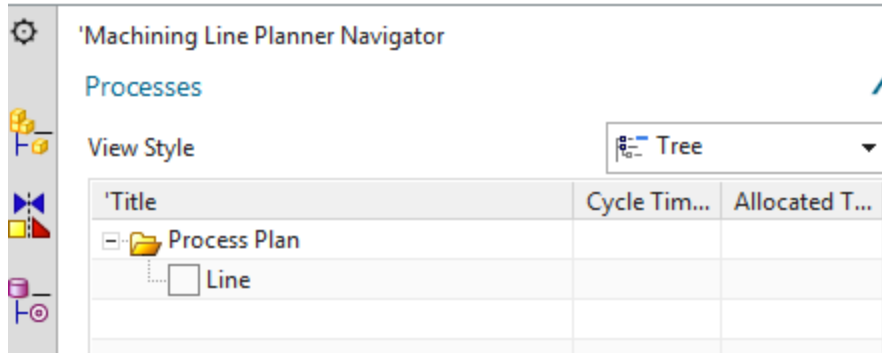 'Machining Line Planner Navigator
Processes
View Style Tree
'Title Cycle Tim... Allocated T...
Process Plan
Line